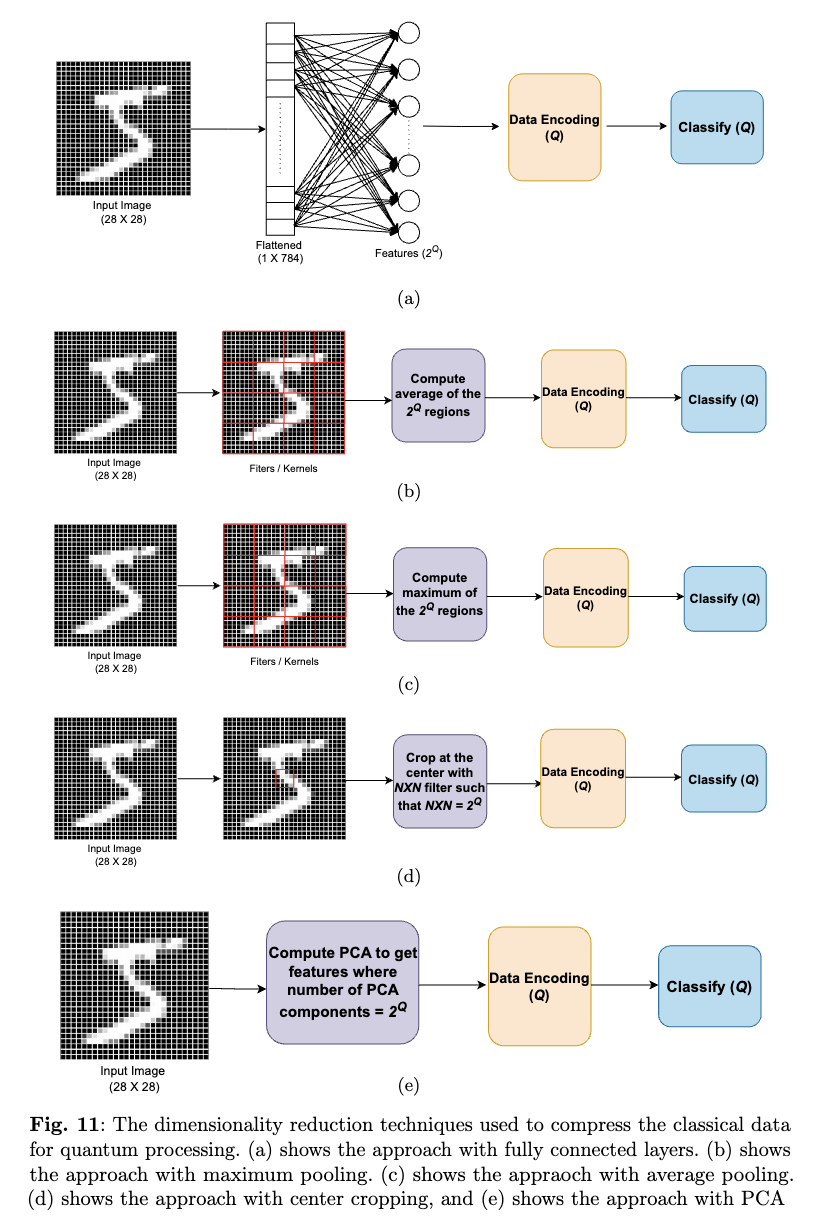 Input Image
(28 X 28)
Flattened
(1 X 784)
Features (2^Q)
Data Encoding
(Q)
Classify (Q)
(a)
Input Image
(28 X 28)
Fiters / Kernels
Compute
average of the
2^Q regions
Data Encoding
(Q)
Classify (Q)
(b)
Input Image
(28 X 28)
Fiters / Kernels
Compute
maximum of
the 2^Q regions
Data Encoding
(Q)
Classify (Q)
(c)
Input Image
(28 X 28)
Crop at the
center with
NXN filter such
that NXN = 2^Q
Data Encoding
(Q)
Classify (Q)
(d)
Input Image
(28 X 28)
Compute PCA to get
features where
number of PCA
components = 2^Q
Data Encoding
(Q)
Classify (Q)
(e)
Fig. 11: The dimensionality reduction techniques used to compress the classical data
for quantum processing. (a) shows the approach with fully connected layers. (b) shows
the approach with maximum pooling. (c) shows the appraoch with average pooling.
(d) shows the approach with center cropping, and (e) shows the approach with PCA